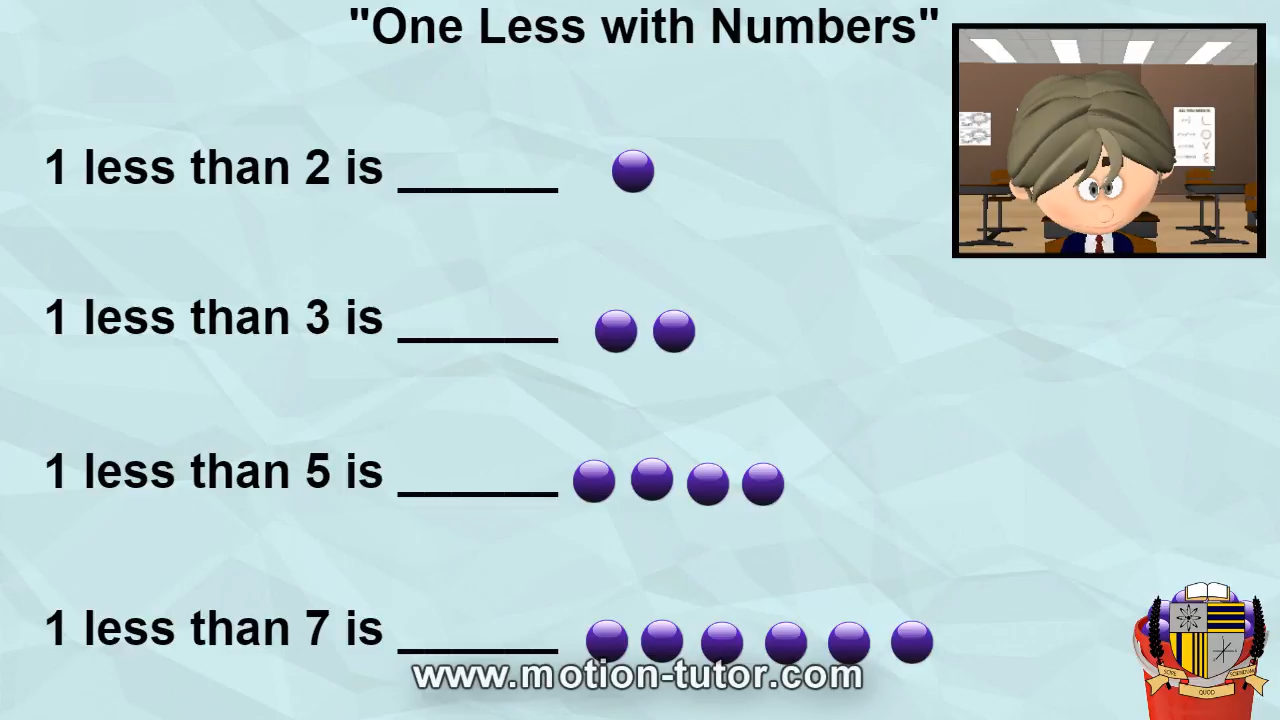 "One Less with Numbers"
1 less than 2 is ______
1 less than 3 is ______
1 less than 5 is ______
1 less than 7 is ______
www.motion-tutor.com
QUOD